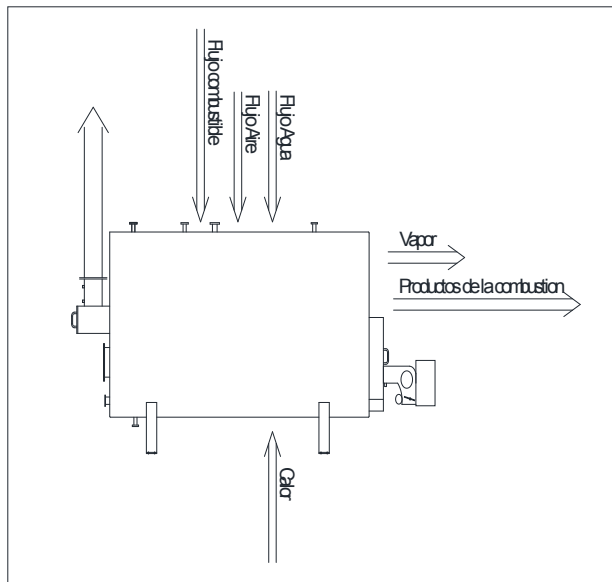 Flujo combustible
Flujo Aire
Flujo Agua
Vapor
Productos de la combustion
Calor